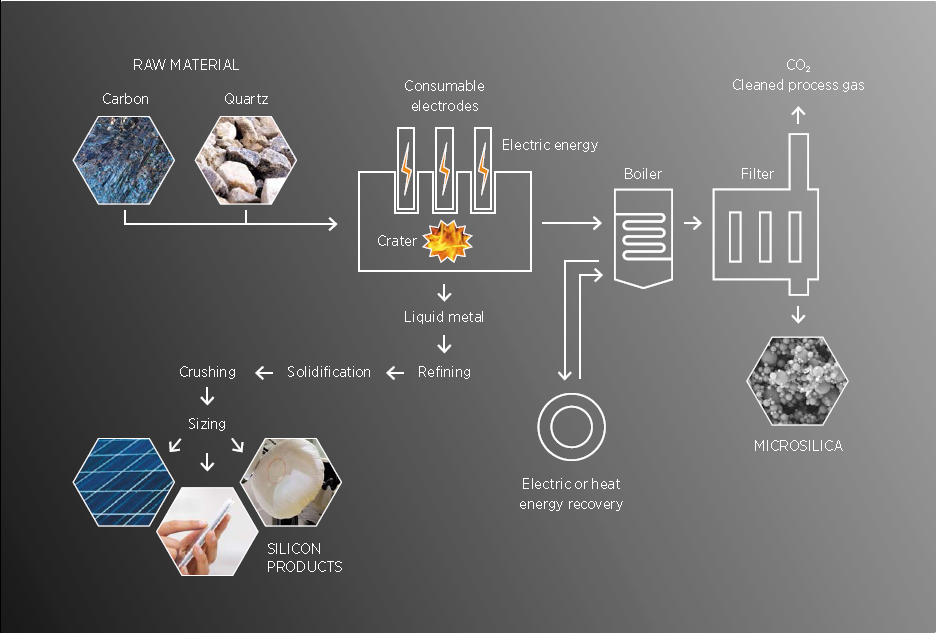 RAW MATERIAL
Carbon
Quartz
Consumable
electrodes
Electric energy
Crater
Boiler
Filter
CO₂
Cleaned process gas
Liquid metal
Refining
Solidification
Crushing
Sizing
SILICON
PRODUCTS
Electric or heat
energy recovery
MICROSILICA